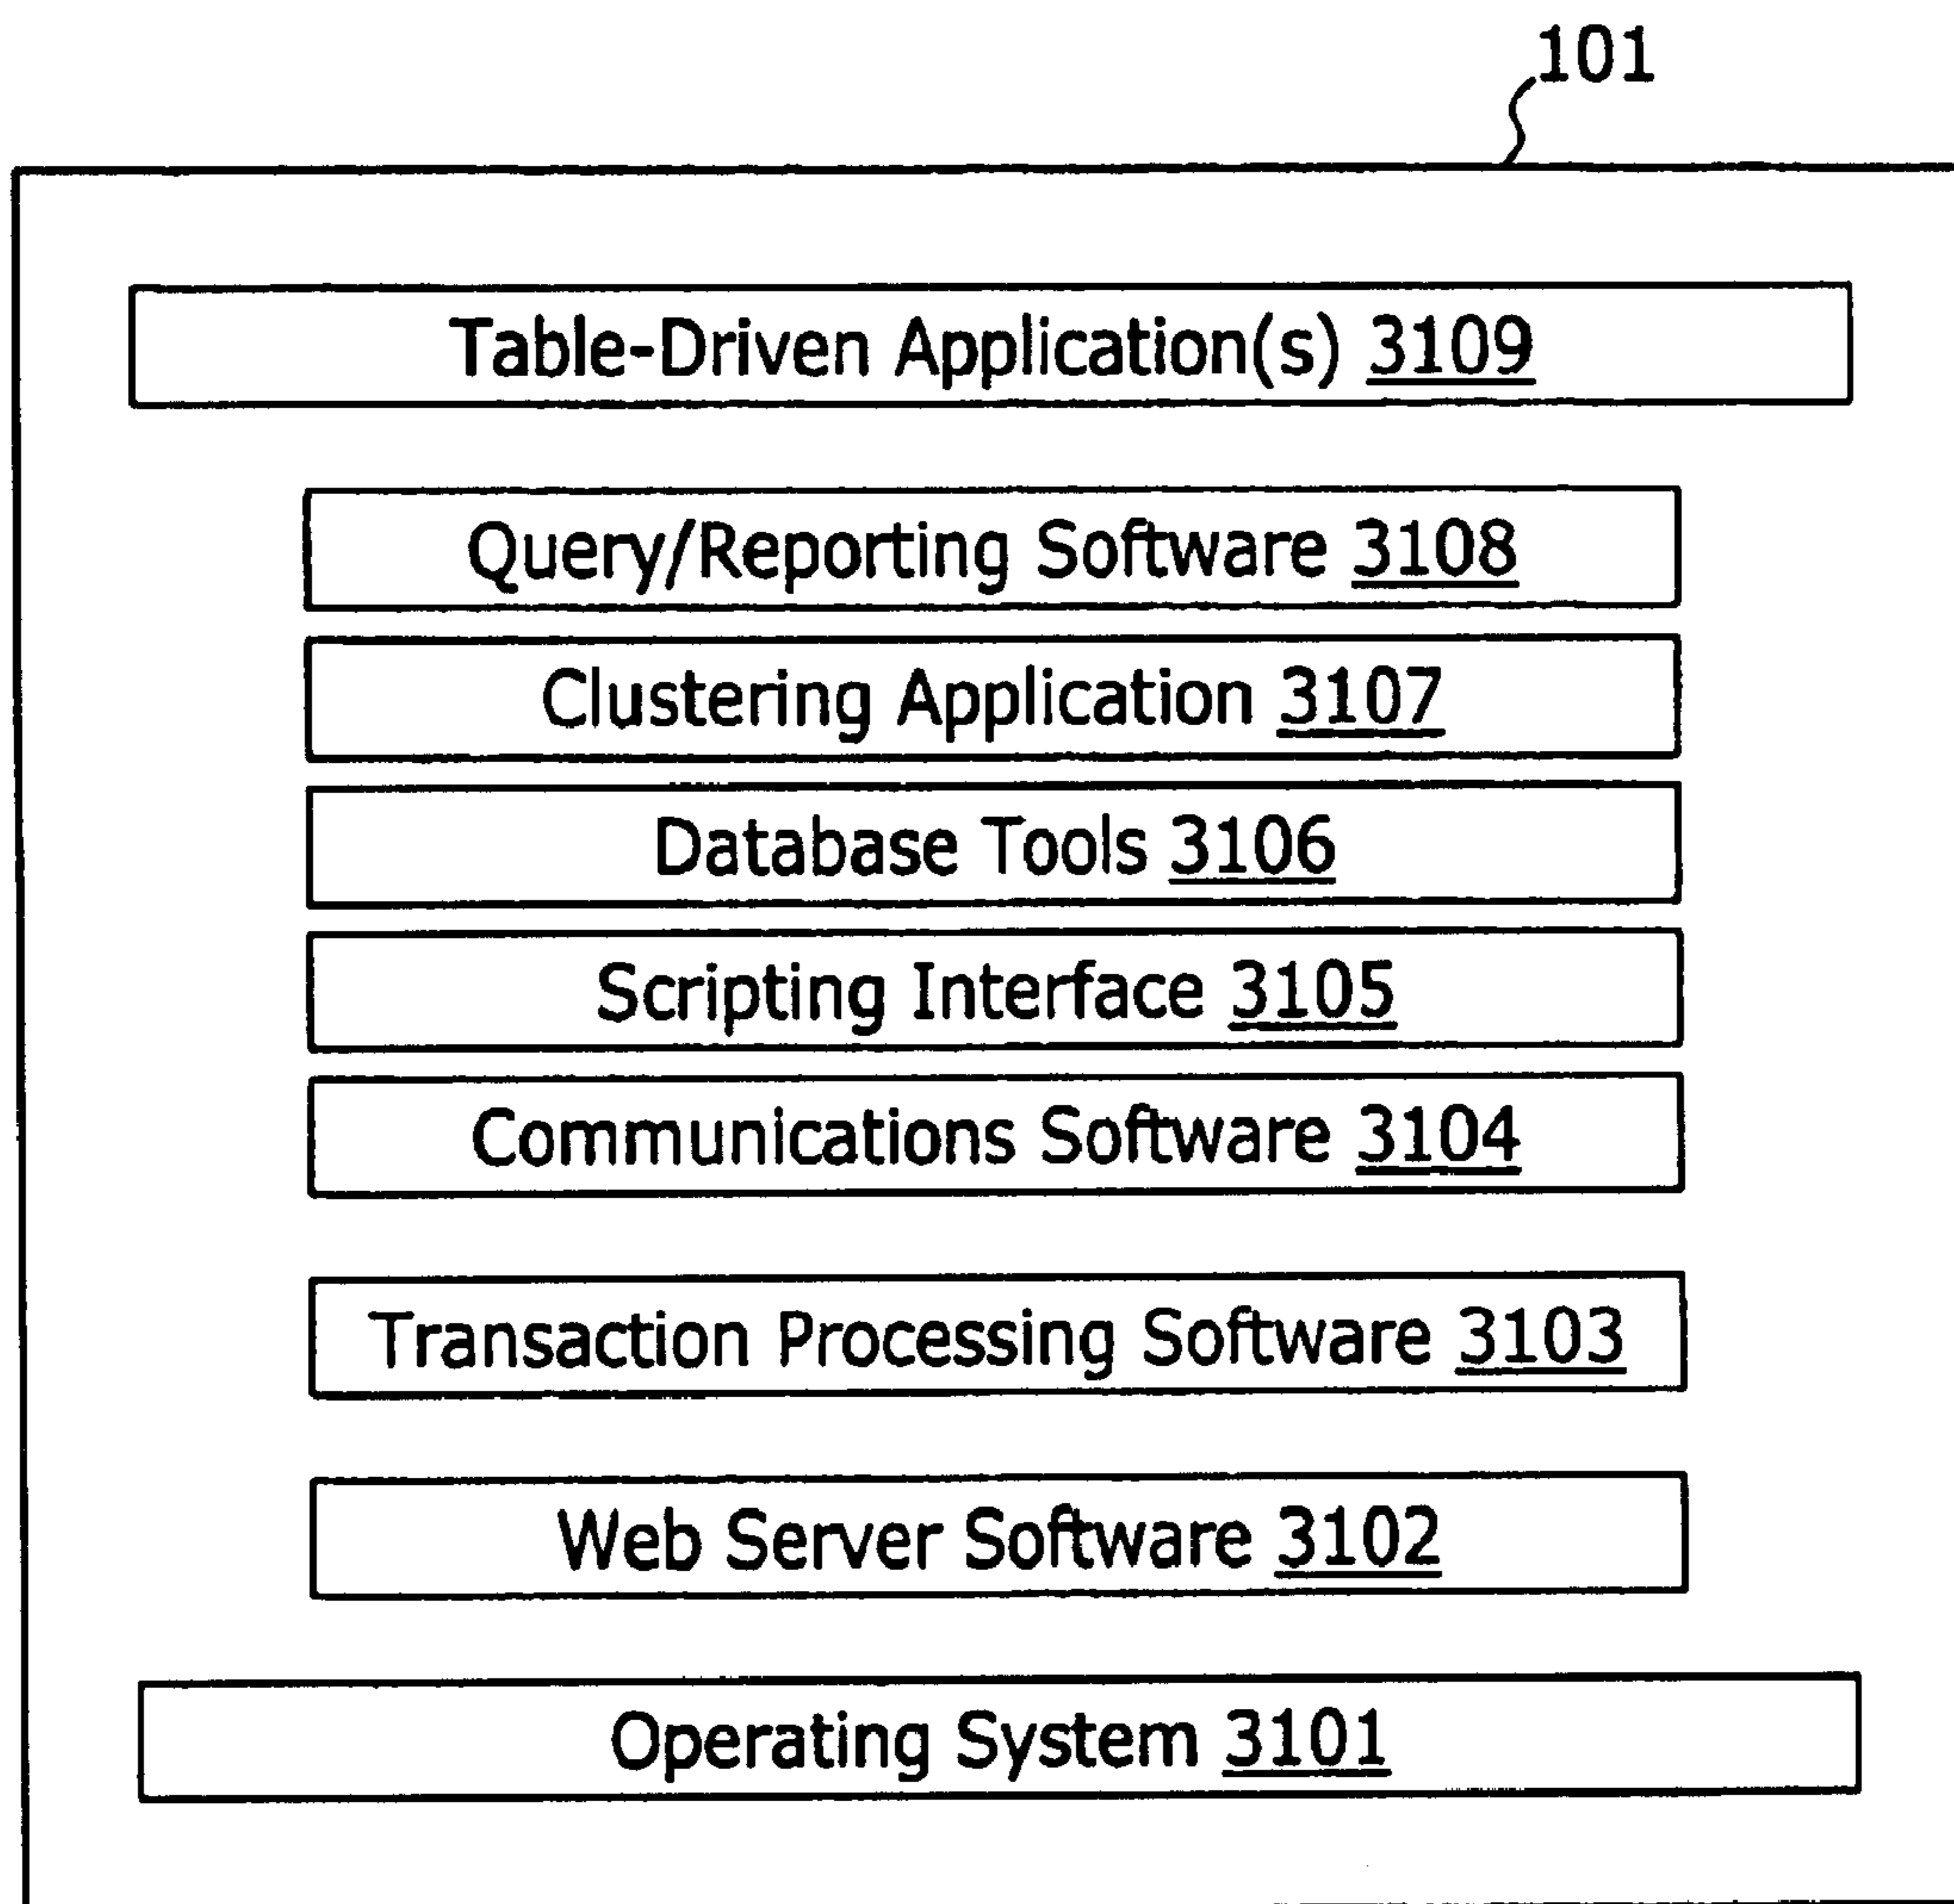 101
Table-Driven Application(s) 3109
Query/Reporting Software 3108
Clustering Application 3107
Database Tools 3106
Scripting Interface 3105
Communications Software 3104
Transaction Processing Software 3103
Web Server Software 3102
Operating System 3101